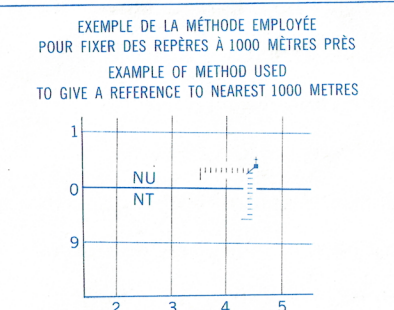 EXEMPLE DE LA MÉTHODE EMPLOYÉE
POUR FIXER DES REPÈRES À 1000 MÈTRES PRÈS
EXAMPLE OF METHOD USED
TO GIVE A REFERENCE TO NEAREST 1000 METRES
1
NU
0
NT
9
2 3 4 5